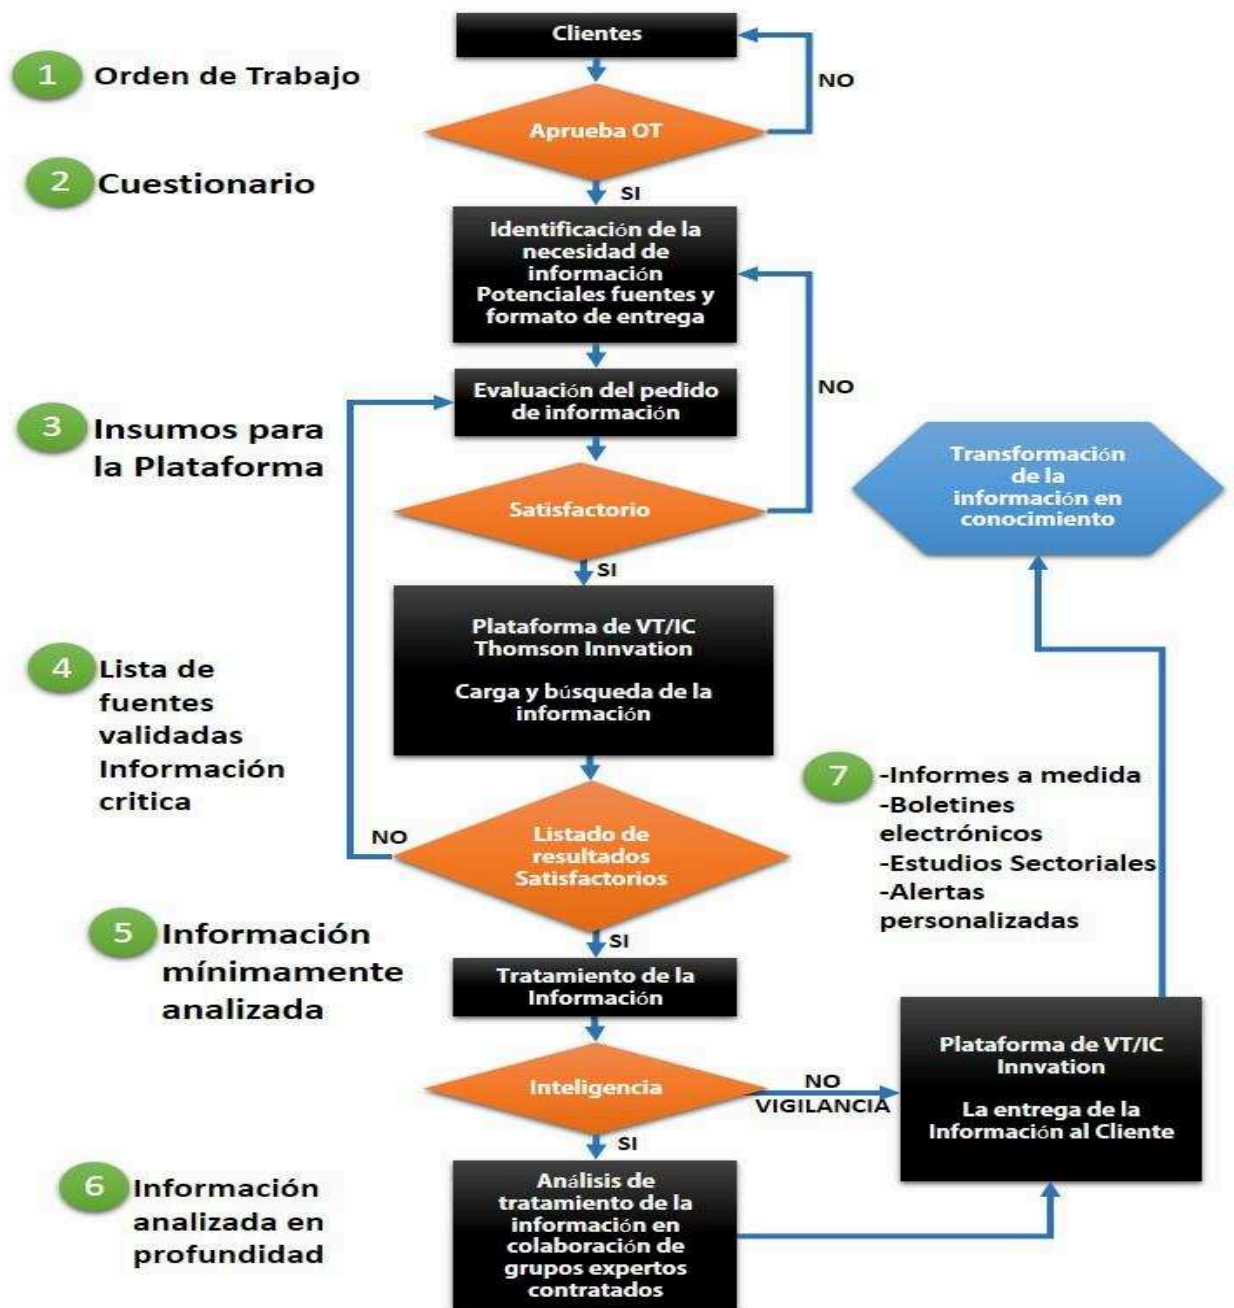 Clientes
NO
1
Orden de Trabajo
Aprueba OT
2
Cuestionario
SI
Identificación de la
necesidad de
información
Potenciales fuentes y
formato de entrega
NO
Evaluación del pedido
de información
3
Insumos para
la Plataforma
Satisfactorio
Transformación
de la
información en
conocimiento
SI
Plataforma de VT/IC
Thomson Innvation
Carga y búsqueda de la
información
4
Lista de
fuentes
validadas
Información
critica
NO
Listado de
resultados
Satisfactorios
7
-Informes a medida
-Boletines
electrónicos
-Estudios Sectoriales
-Alertas
personalizadas
SI
5
Información
mínimamente
analizada
Tratamiento de la
Información
Inteligencia
NO
VIGILANCIA
Plataforma de VT/IC
Innvation
La entrega de la
Información al Cliente
SI
6
Información
analizada en
profundidad
Análisis de
tratamiento de la
información en
colaboración de
grupos expertos
contratados